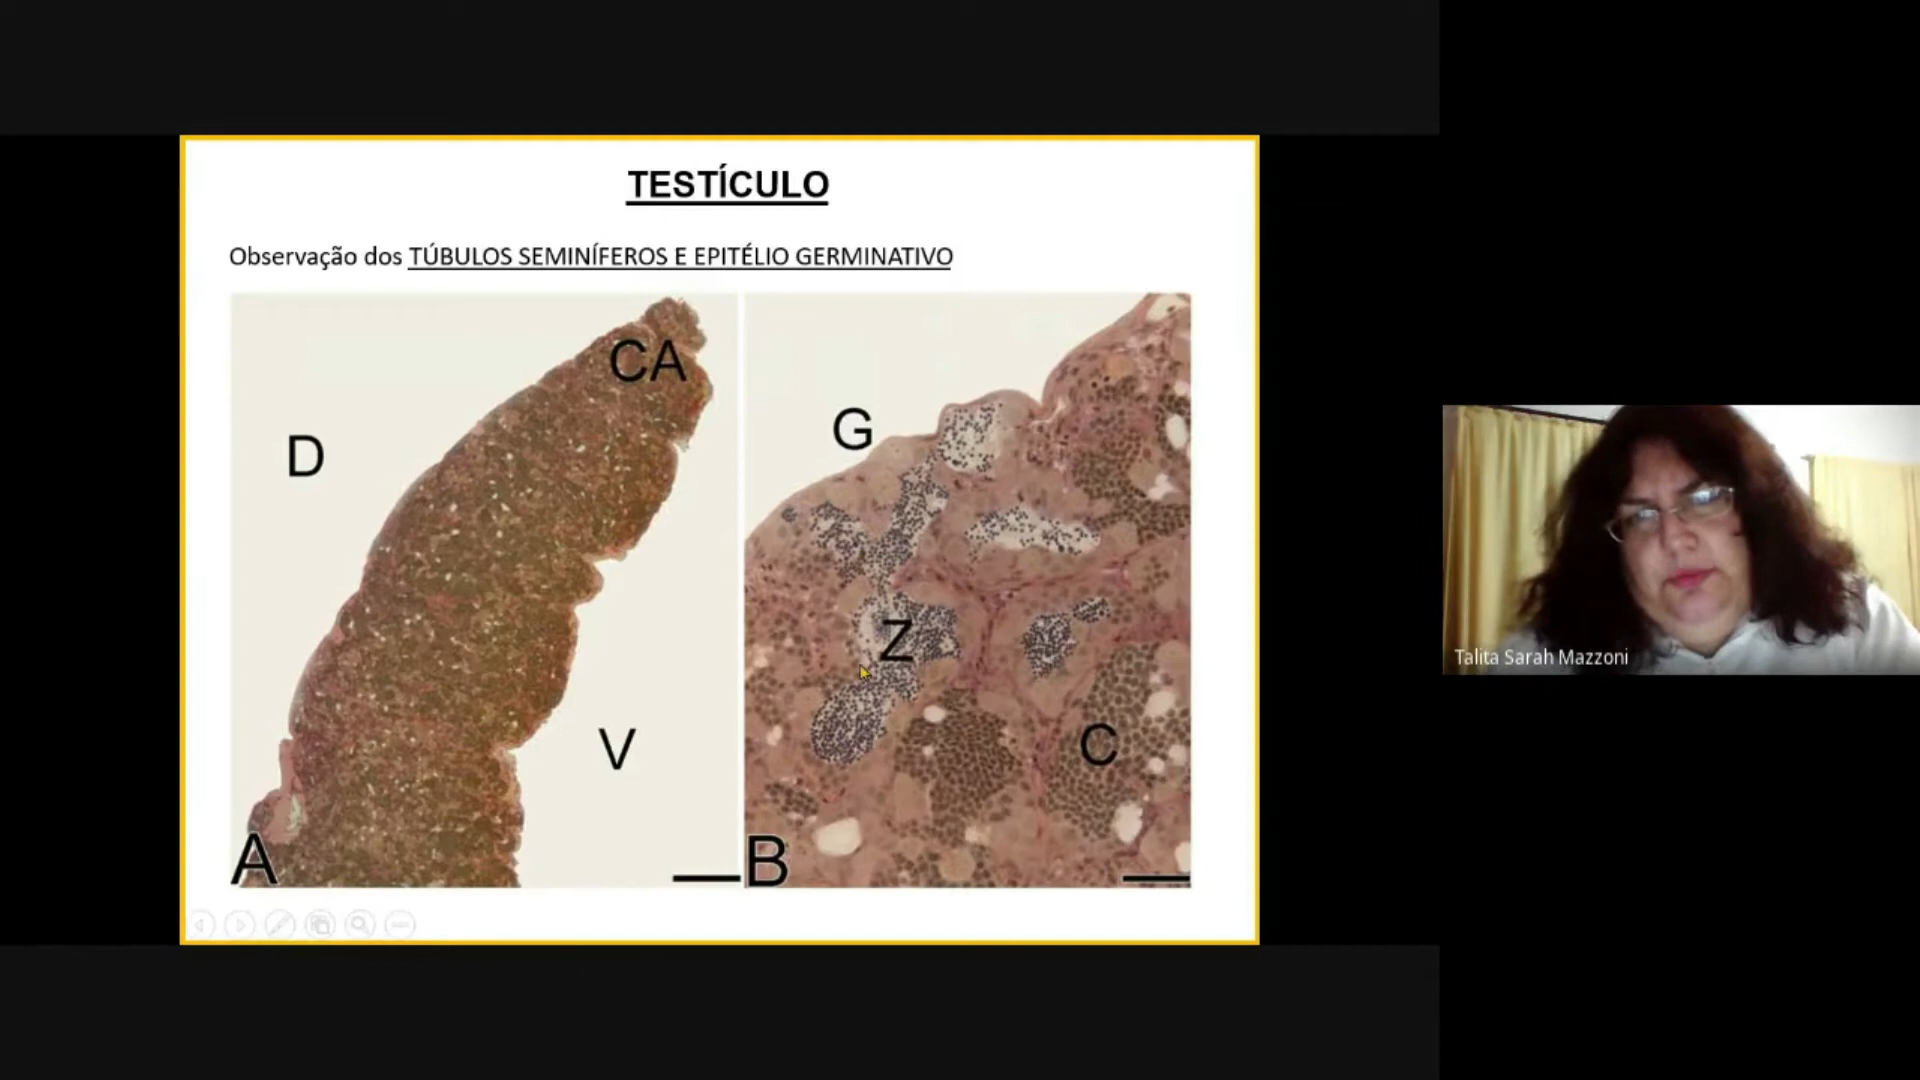 TESTÍCULO
Observação dos TÚBULOS SEMINÍFEROS E EPITÉLIO GERMINATIVO
CA
D
G
Z
V
C
A
B
Talita Sarah Mazzoni